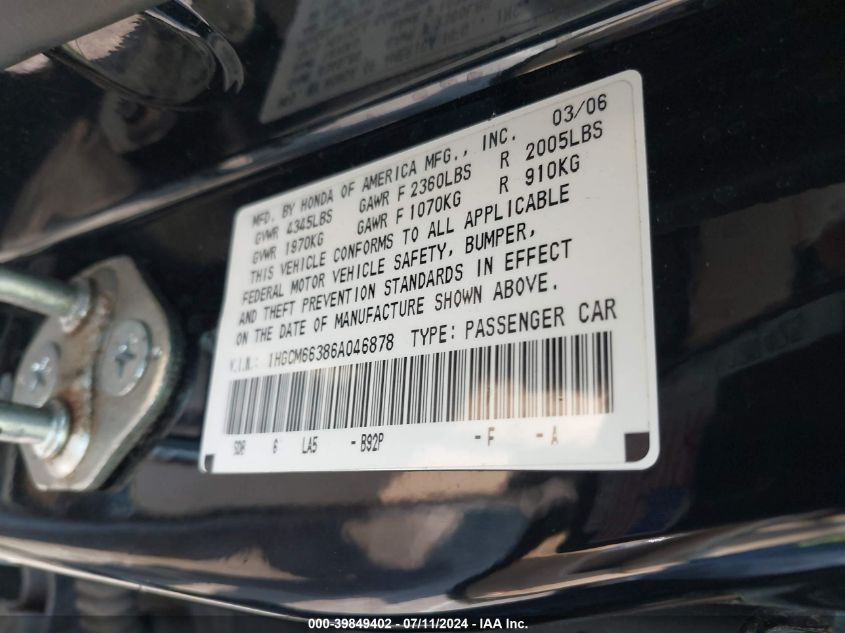 03/06
MFD. BY HONDA OF AMERICA MFG., INC.
GVWR 4345LBS GAWR F 2360LBS R 2005LBS
GVWR 1970KG GAWR F 1070KG R 910KG
THIS VEHICLE CONFORMS TO ALL APPLICABLE
FEDERAL MOTOR VEHICLE SAFETY, BUMPER,
AND THEFT PREVENTION STANDARDS IN EFFECT
ON THE DATE OF MANUFACTURE SHOWN ABOVE.
V.I.N.: 1HGCM66386A046878 TYPE: PASSENGER CAR
SDR 6 LA5 -B92P -F -A
000-39849402 - 07/11/2024 - IAA Inc.